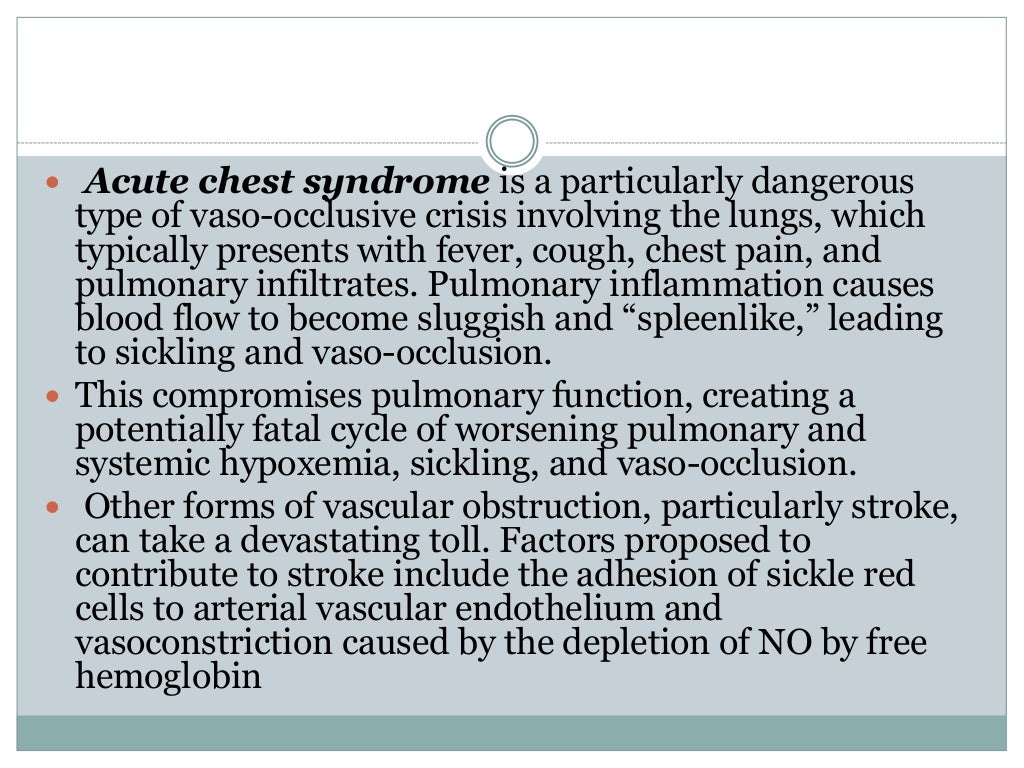 • Acute chest syndrome is a particularly dangerous
type of vaso-occlusive crisis involving the lungs, which
typically presents with fever, cough, chest pain, and
pulmonary infiltrates. Pulmonary inflammation causes
blood flow to become sluggish and “spleenlike,” leading
to sickling and vaso-occlusion.
• This compromises pulmonary function, creating a
potentially fatal cycle of worsening pulmonary and
systemic hypoxemia, sickling, and vaso-occlusion.
• Other forms of vascular obstruction, particularly stroke,
can take a devastating toll. Factors proposed to
contribute to stroke include the adhesion of sickle red
cells to arterial vascular endothelium and
vasoconstriction caused by the depletion of NO by free
hemoglobin